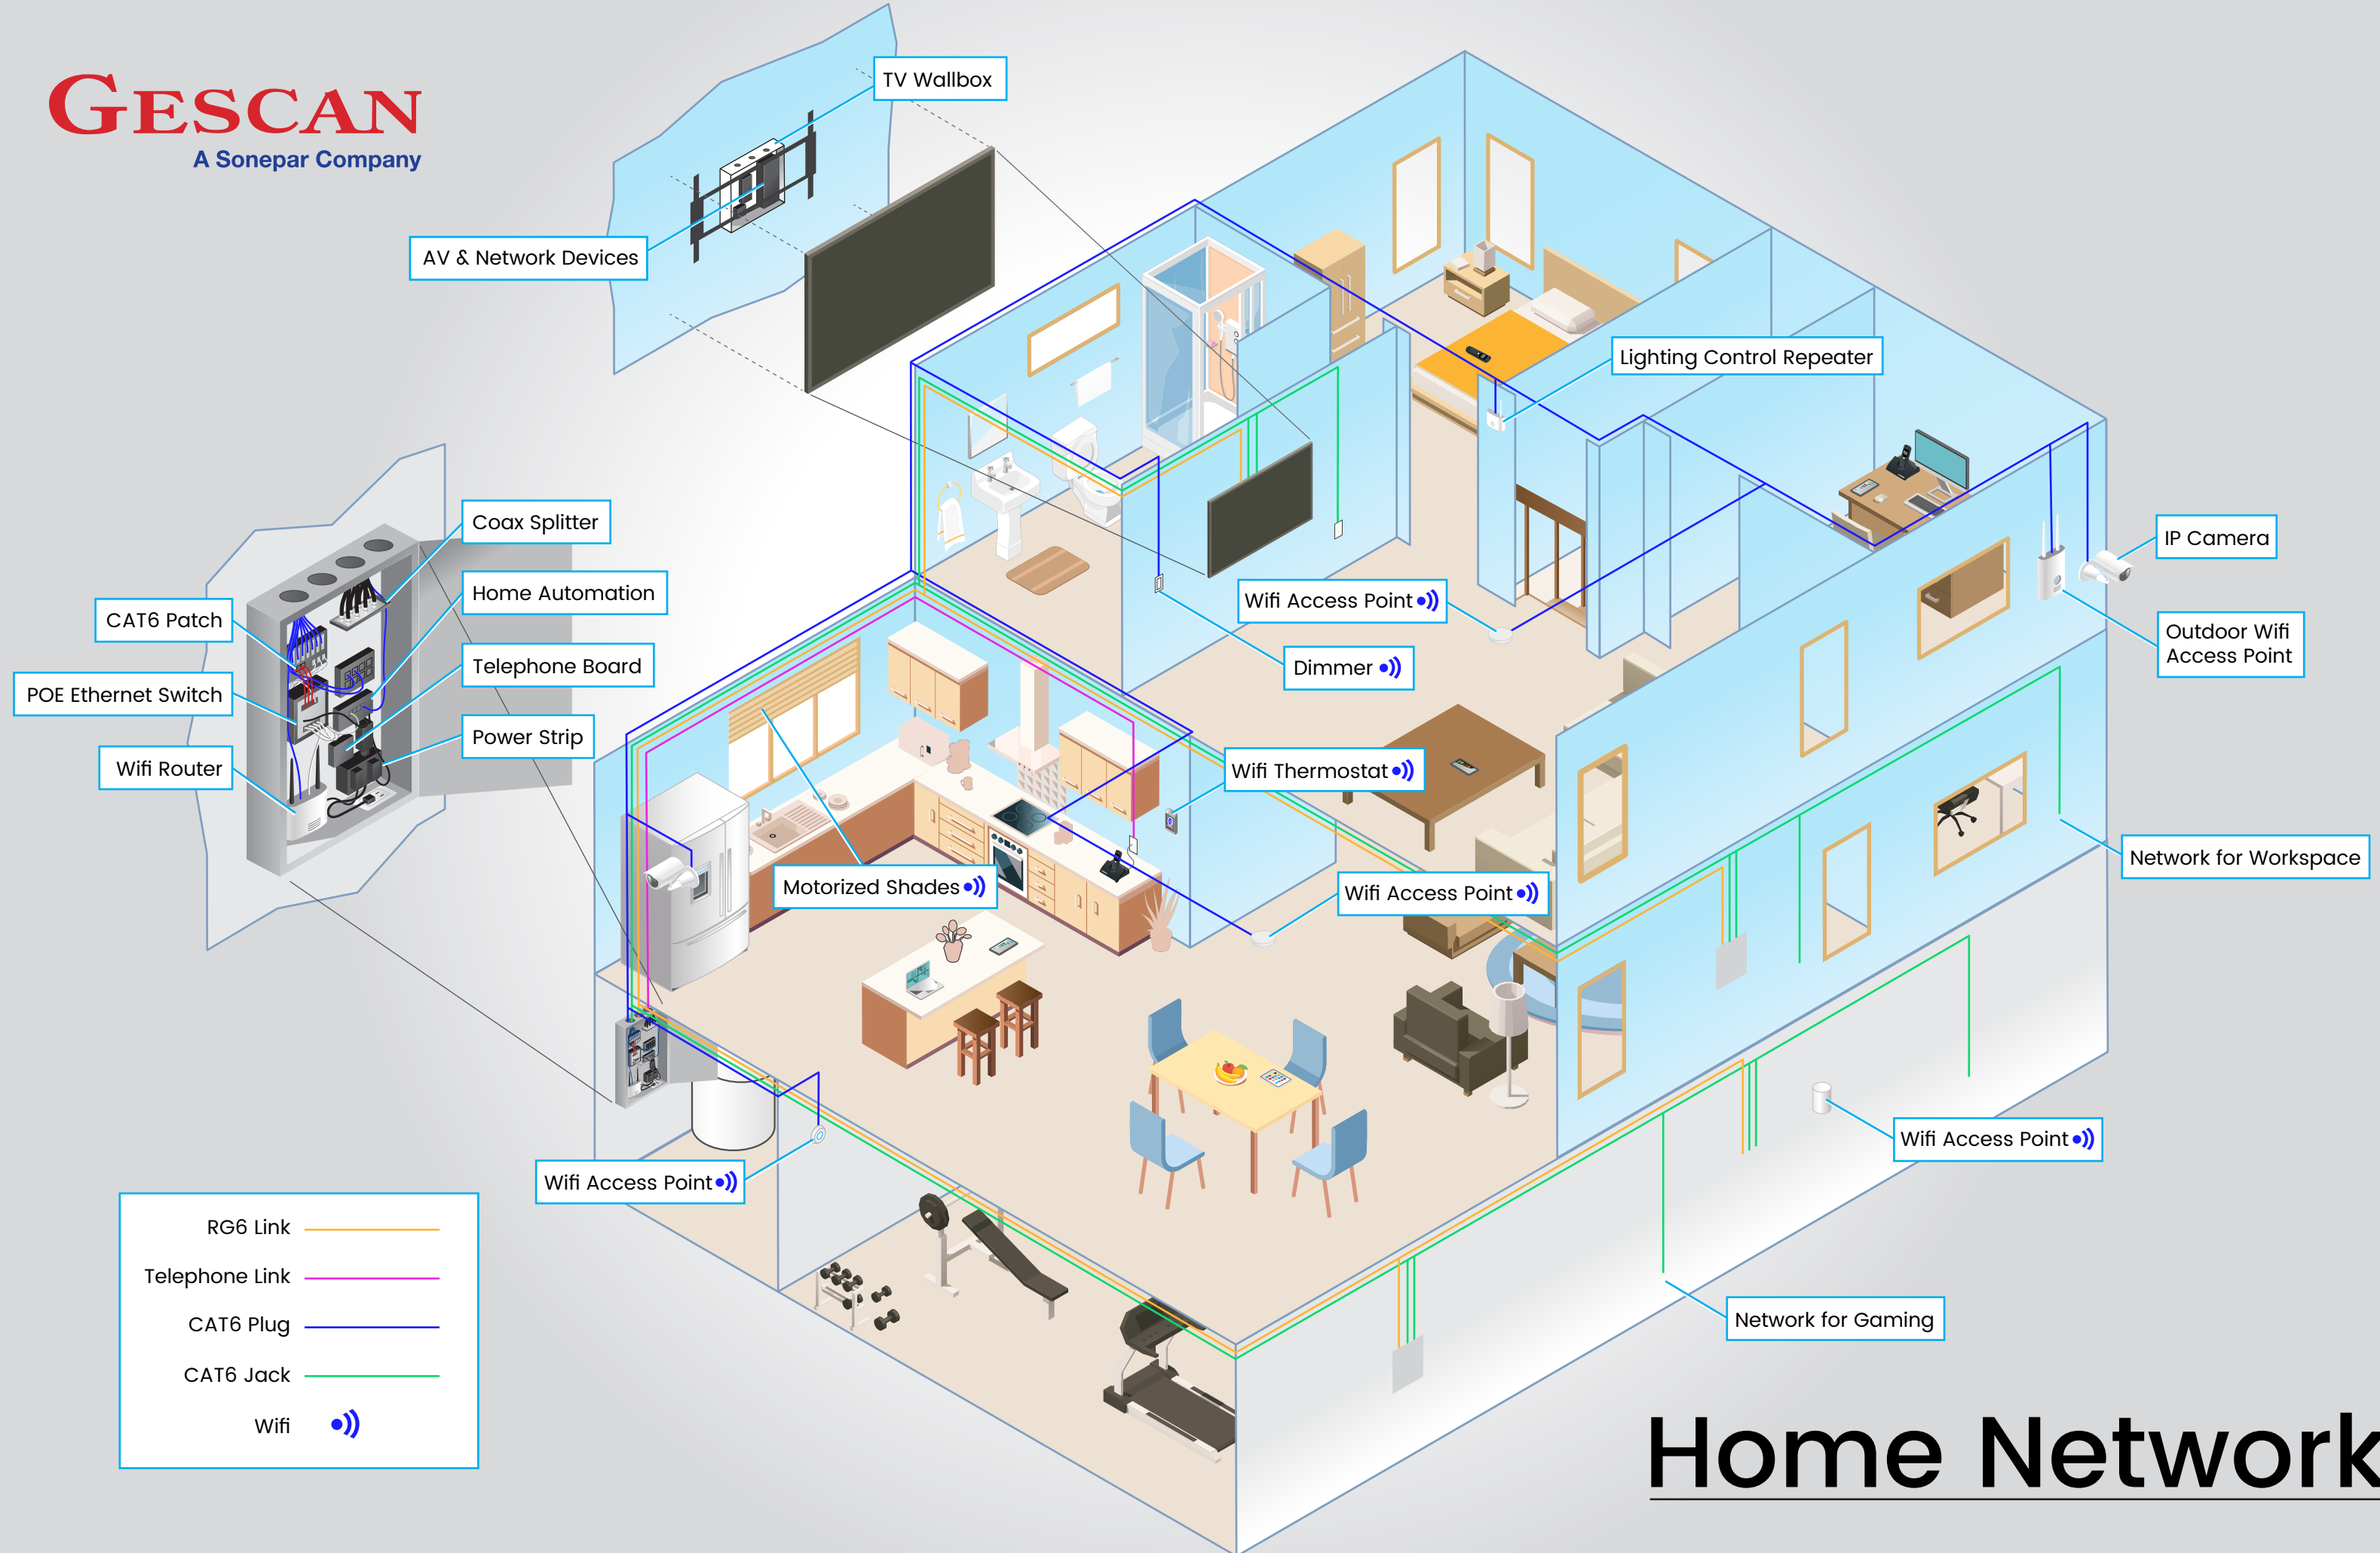 GESCAN
A Sonepar Company
TV Wallbox
AV & Network Devices
Lighting Control Repeater
Coax Splitter
Home Automation
CAT6 Patch
Telephone Board
POE Ethernet Switch
Power Strip
Wifi Router
IP Camera
Wifi Access Point
Outdoor Wifi
Access Point
Dimmer
Wifi Thermostat
Network for Workspace
Motorized Shades
Wifi Access Point
Wifi Access Point
Wifi Access Point
Network for Gaming
RG6 Link
Telephone Link
CAT6 Plug
CAT6 Jack
Wifi
Home Network